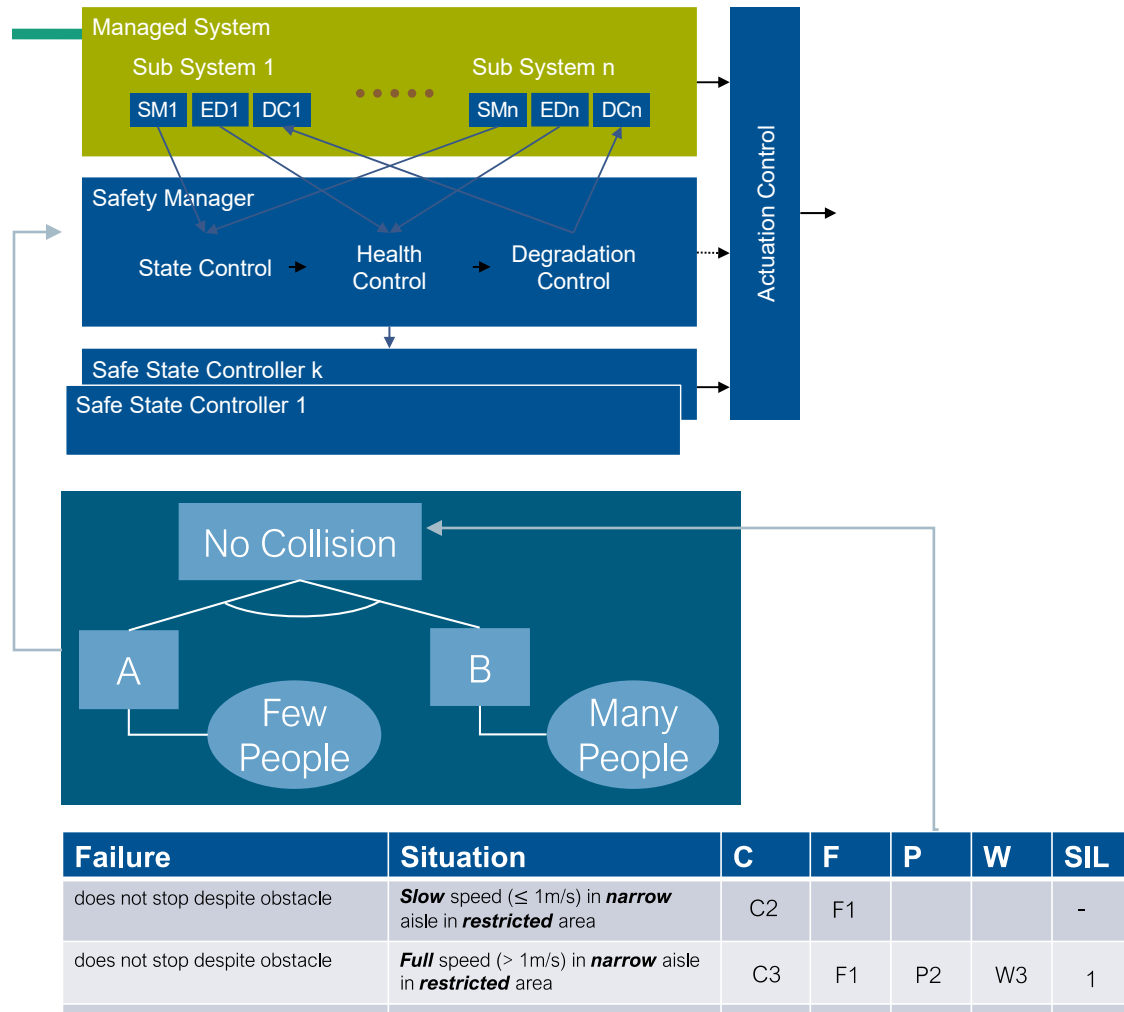 Managed System
Sub System 1
Sub System n
SM1 ED1 DC1
SMn EDn DCn
Safety Manager
State Control
Health
Control
Degradation
Control
Safe State Controller k
Safe State Controller 1
Actuation Control
No Collision
A
B
Few
People
Many
People
Failure Situation C F P W SIL
does not stop despite obstacle
Slow speed (≤ 1m/s) in narrow
aisle in restricted area
C2 F1 -
does not stop despite obstacle
Full speed (> 1m/s) in narrow aisle
in restricted area
C3 F1 P2 W3 1